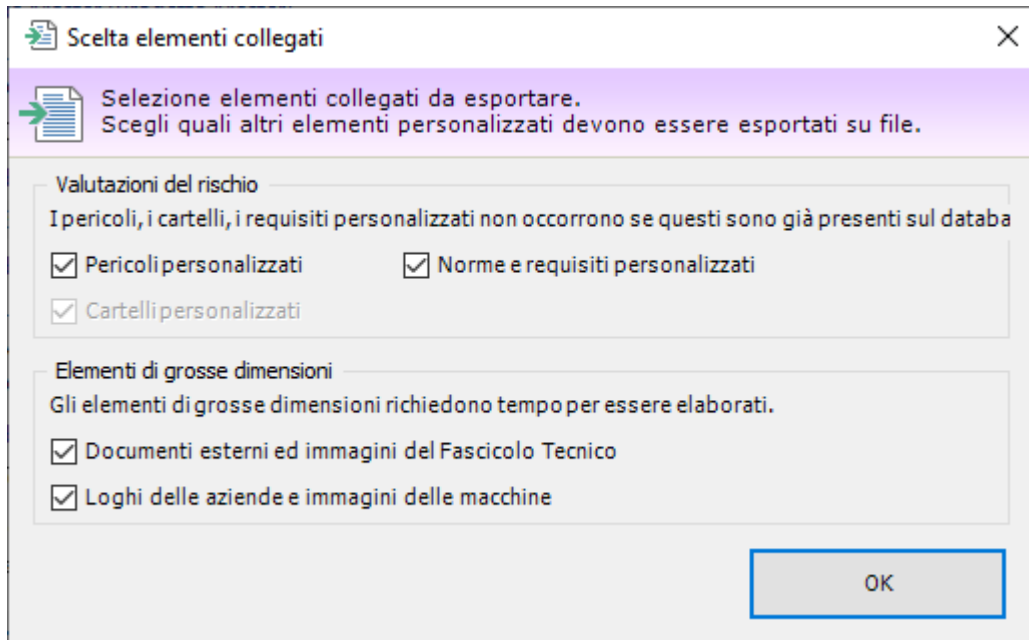 Scelta elementi collegati
Selezione elementi collegati da esportare.
Scegli quali altri elementi personalizzati devono essere esportati su file.
Valutazioni del rischio
I pericoli, i cartelli, i requisiti personalizzati non occorrono se questi sono già presenti sul databa
Pericoli personalizzati
Norme e requisiti personalizzati
Cartelli personalizzati
Elementi di grosse dimensioni
Gli elementi di grosse dimensioni richiedono tempo per essere elaborati.
Documenti esterni ed immagini del Fascicolo Tecnico
Loghi delle aziende e immagini delle macchine
OK